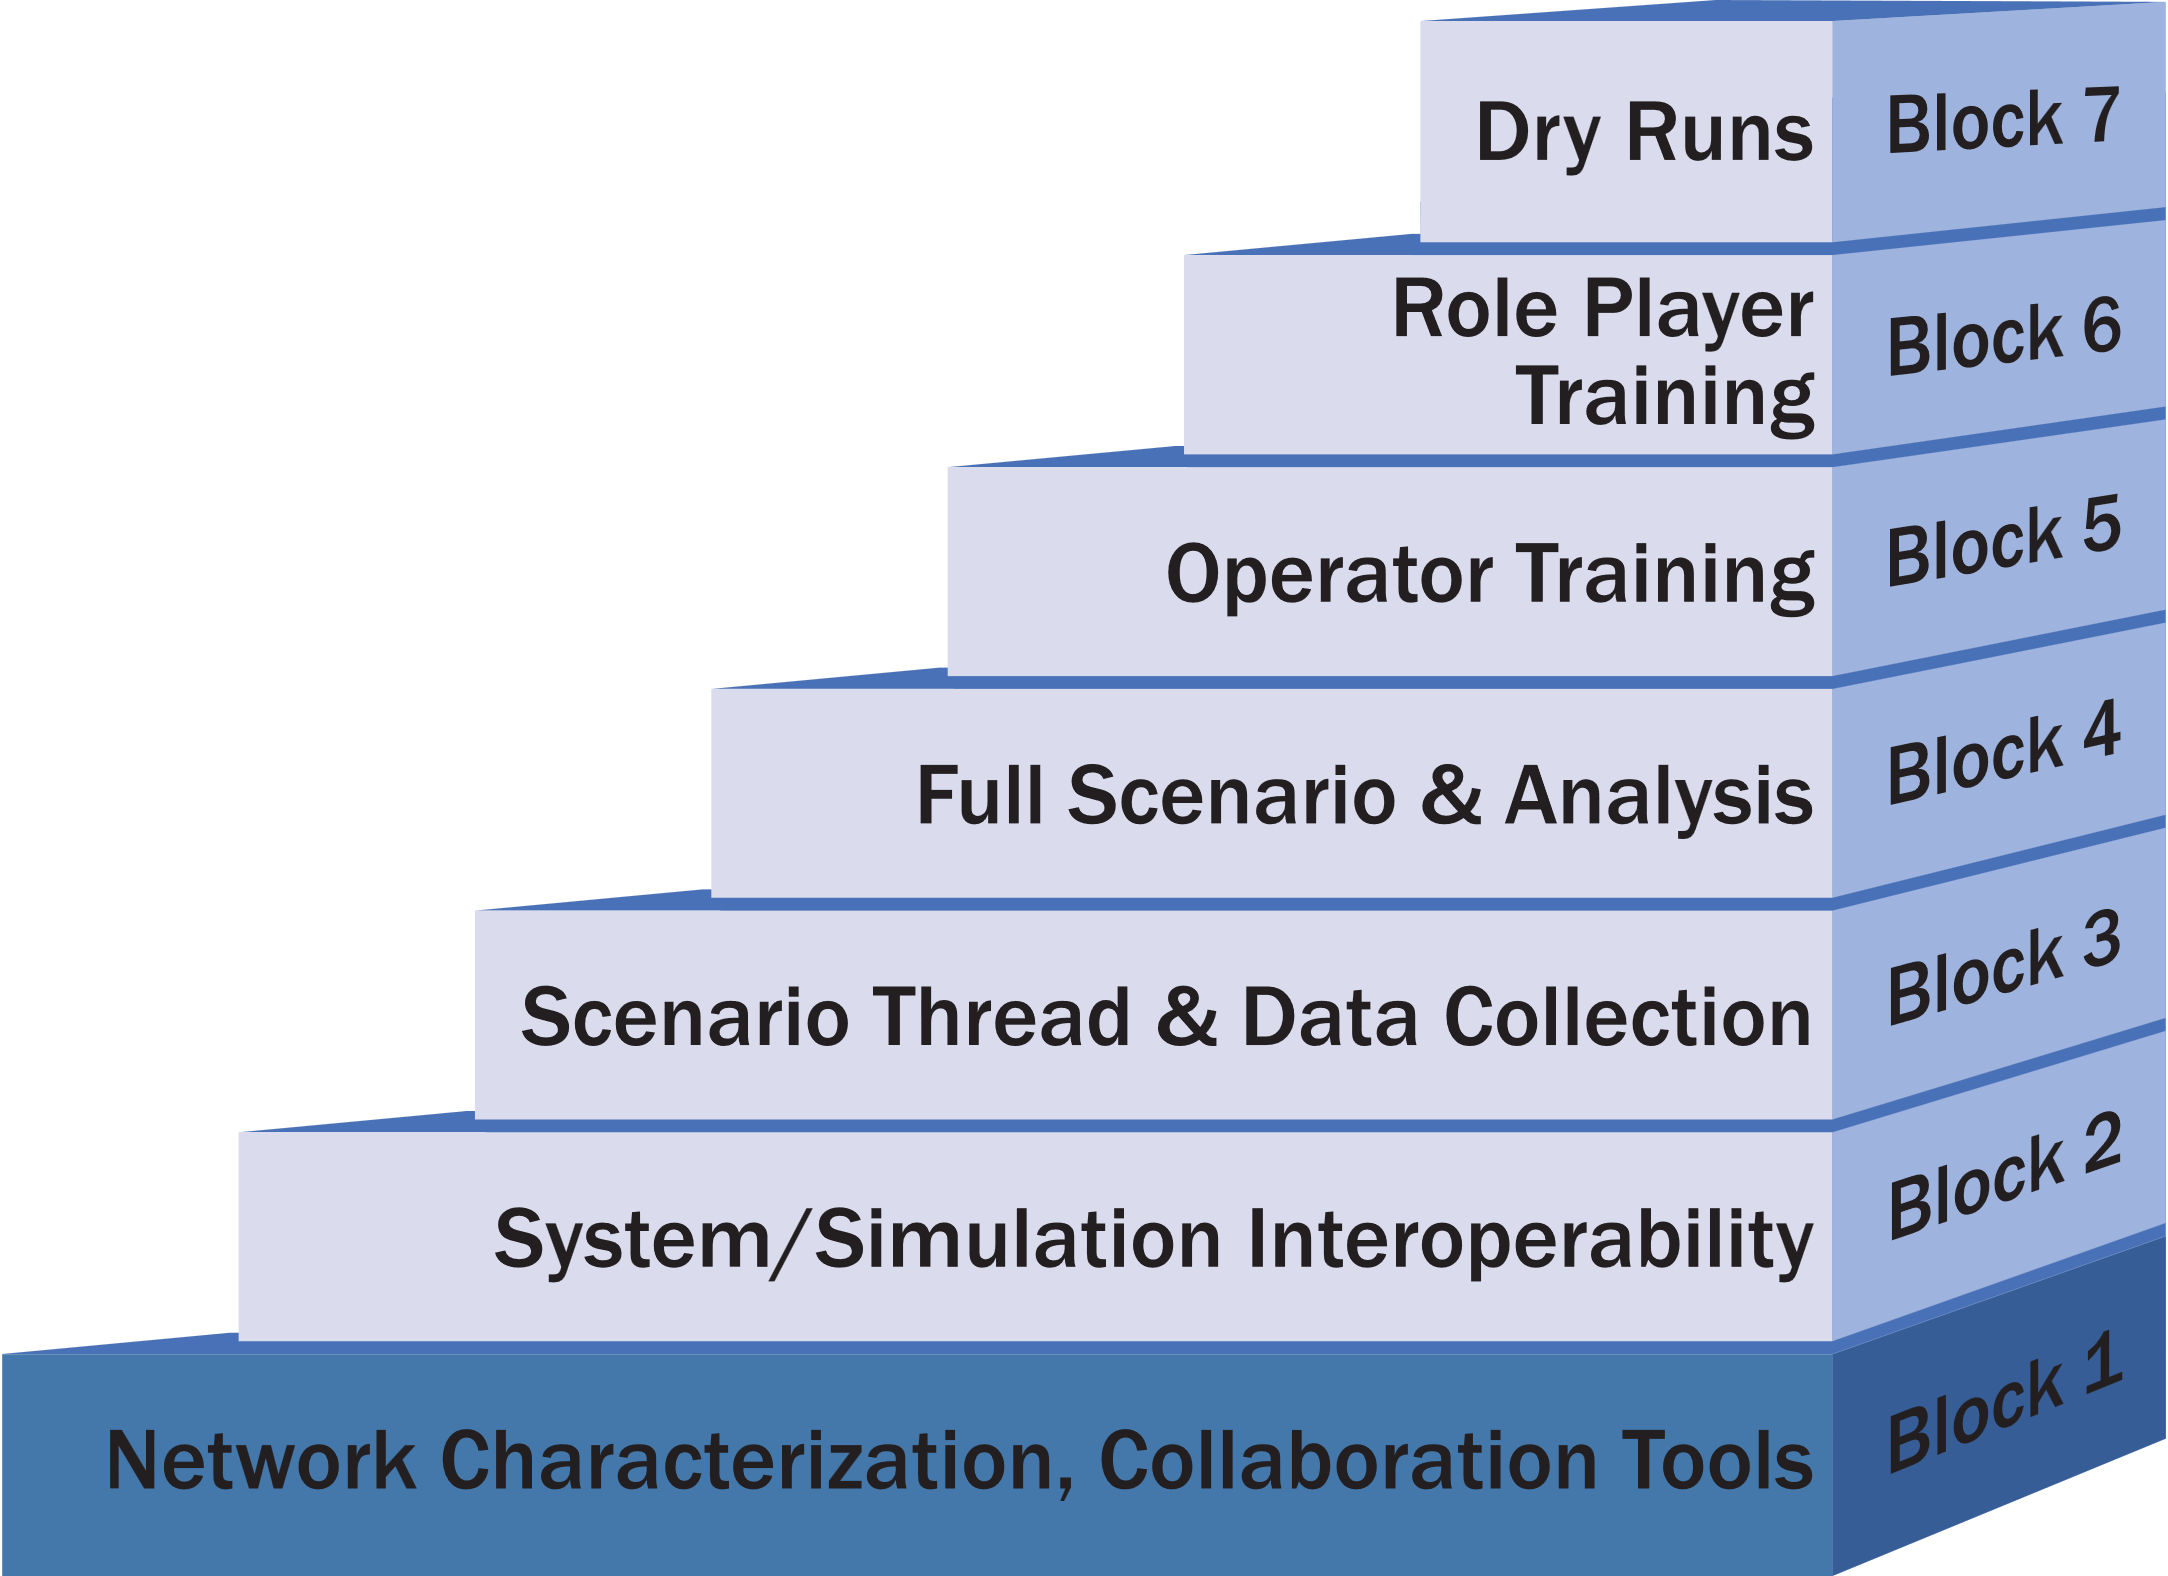 Dry Runs
Block 7
Role Player
Training
Block 6
Operator Training
Block 5
Full Scenario & Analysis
Block 4
Scenario Thread & Data Collection
Block 3
System/Simulation Interoperability
Block 2
Network Characterization, Collaboration Tools
Block 1